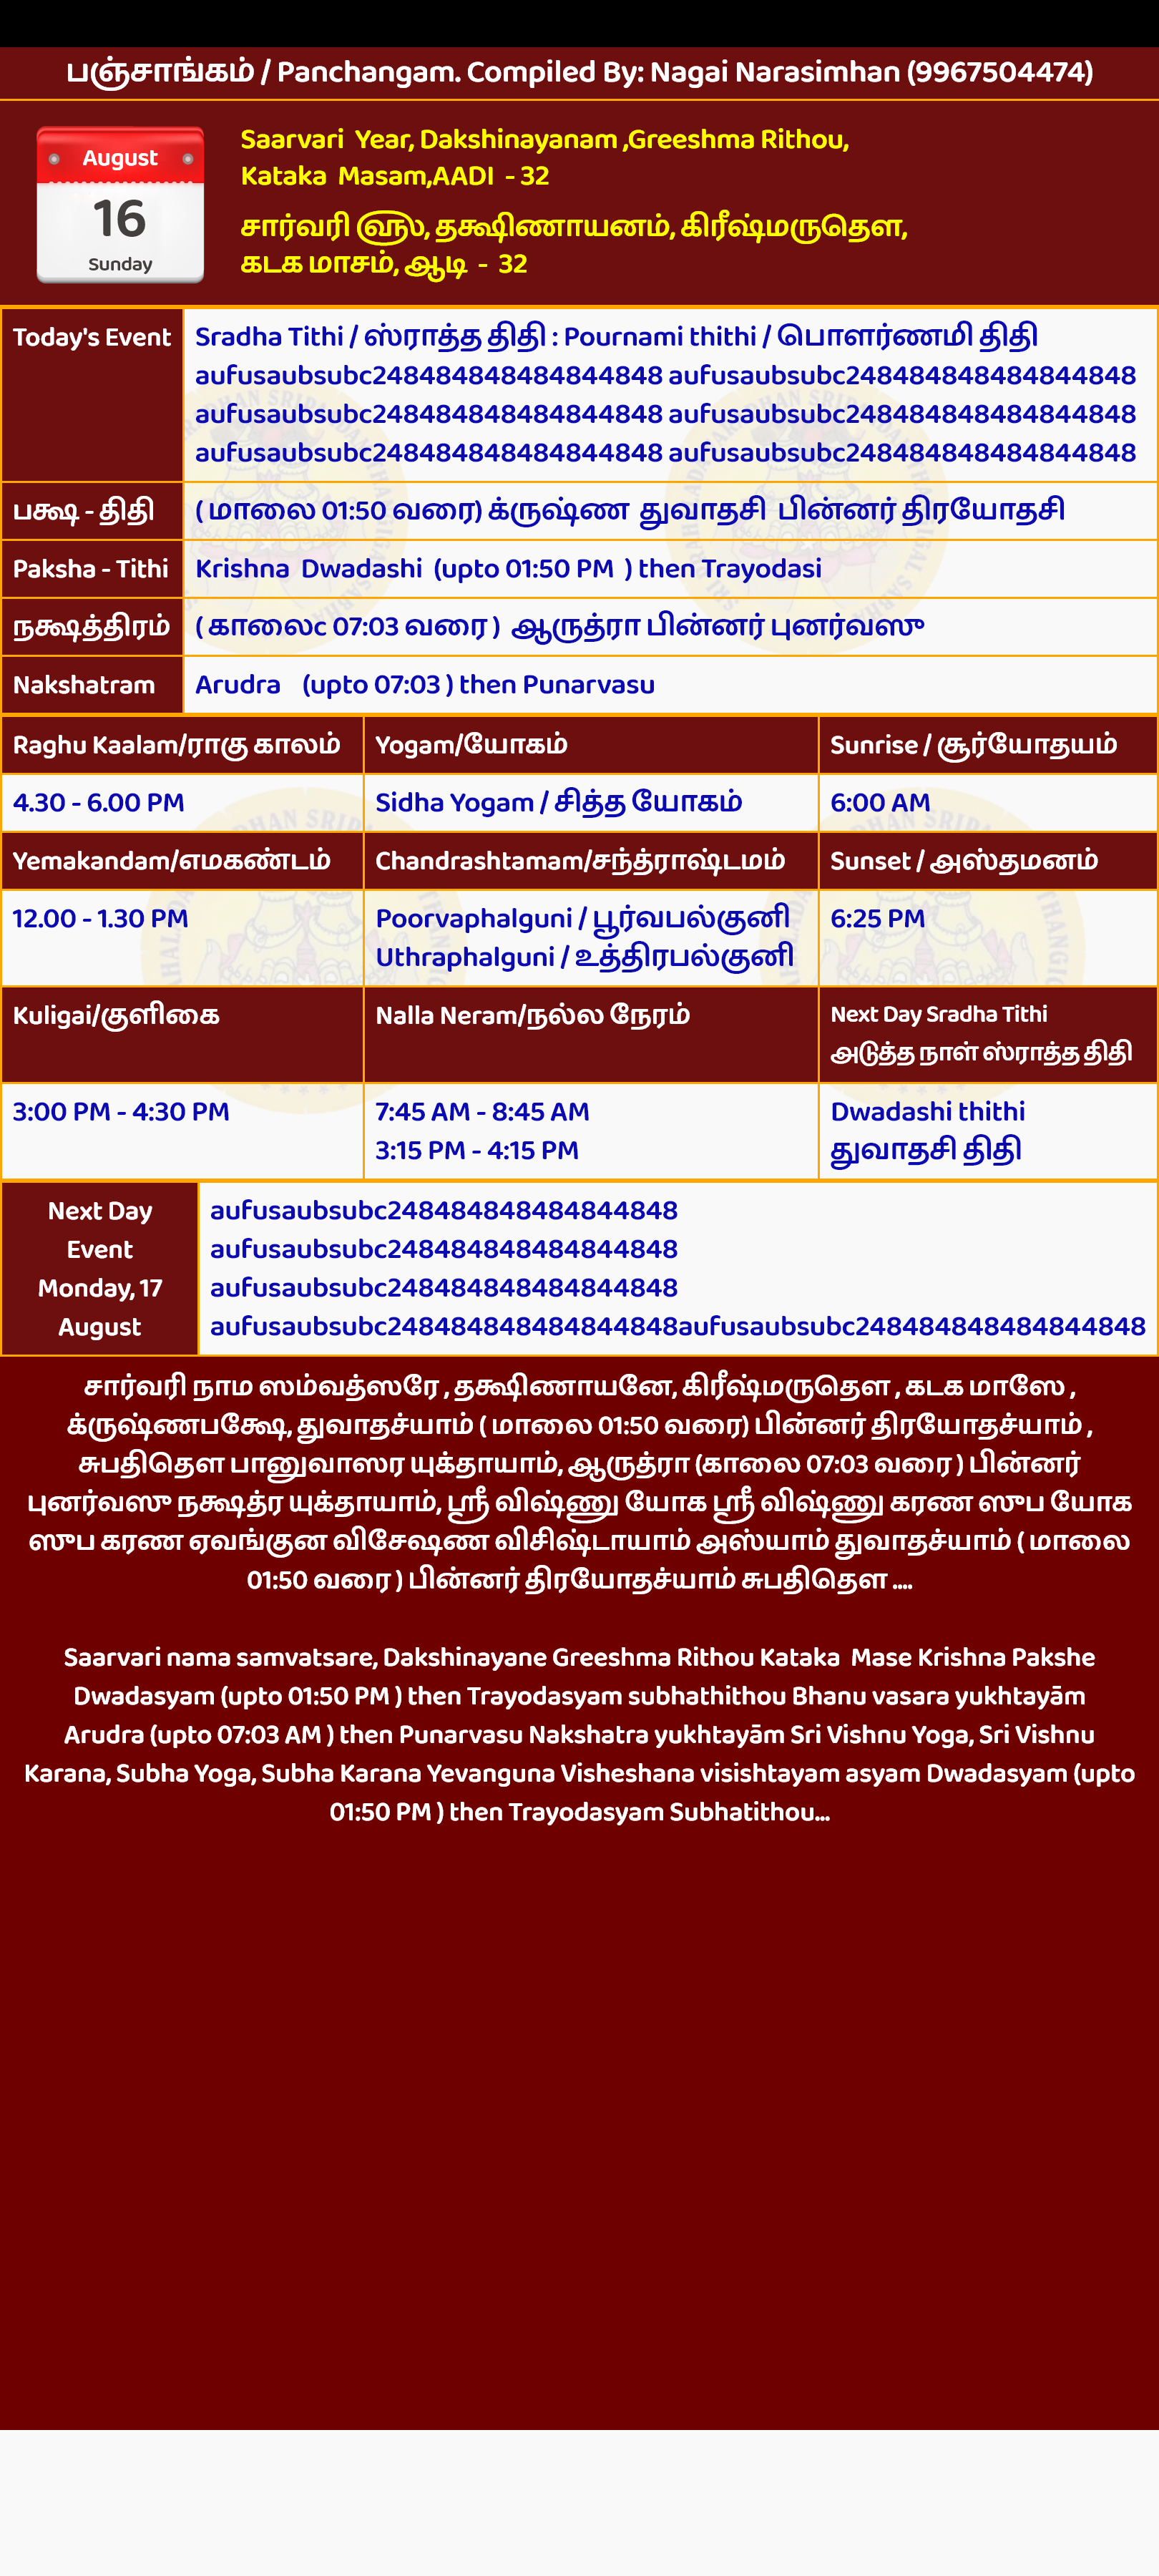 பஞ்சாங்கம் / Panchangam. Compiled By: Nagai Narasimhan (9967504474)
August
16
Sunday
Saarvari Year, Dakshinayanam ,Greeshma Rithou,
Kataka Masam,AADI - 32
சார்வரி ௵, தக்ஷிணாயனம், கிரீஷ்மருதௌ,
கடக மாசம், ஆடி - 32
Today's Event
Sradha Tithi / ஸ்ராத்த திதி : Pournami thithi / பௌர்ணமி திதி
aufusaubsubc248484848484844848 aufusaubsubc248484848484844848
aufusaubsubc248484848484844848 aufusaubsubc248484848484844848
aufusaubsubc248484848484844848 aufusaubsubc248484848484844848
பக்ஷ - திதி
( மாலை 01:50 வரை) க்ருஷ்ண துவாதசி பின்னர் திரயோதசி
Paksha - Tithi
Krishna Dwadashi (upto 01:50 PM ) then Trayodasi
நக்ஷத்திரம்
( காலைc 07:03 வரை ) ஆருத்ரா பின்னர் புனர்வஸு
Nakshatram
Arudra (upto 07:03 ) then Punarvasu
Raghu Kaalam/ராகு காலம்
Yogam/யோகம்
Sunrise / சூர்யோதயம்
4.30 - 6.00 PM
Sidha Yogam / சித்த யோகம்
6:00 AM
Yemakandam/எமகண்டம்
Chandrashtamam/சந்த்ராஷ்டமம்
Sunset / அஸ்தமனம்
12.00 - 1.30 PM
Poorvaphalguni / பூர்வபல்குனி
Uthraphalguni / உத்திரபல்குனி
6:25 PM
Kuligai/குளிகை
Nalla Neram/நல்ல நேரம்
Next Day Sradha Tithi
அடுத்த நாள் ஸ்ராத்த திதி
3:00 PM - 4:30 PM
7:45 AM - 8:45 AM
3:15 PM - 4:15 PM
Dwadashi thithi
துவாதசி திதி
Next Day
Event
Monday, 17
August
aufusaubsubc248484848484844848
aufusaubsubc248484848484844848
aufusaubsubc248484848484844848
aufusaubsubc248484848484844848aufusaubsubc248484848484844848
சார்வரி நாம ஸம்வத்ஸரே , தக்ஷிணாயனே, கிரீஷ்மருதௌ , கடக மாஸே ,
க்ருஷ்ணபக்ஷே, துவாதச்யாம் ( மாலை 01:50 வரை) பின்னர் திரயோதச்யாம் ,
சுபதிதௌ பானுவாஸர யுக்தாயாம், ஆருத்ரா (காலை 07:03 வரை ) பின்னர்
புனர்வஸு நக்ஷத்ர யுக்தாயாம், ஸ்ரீ விஷ்ணு யோக ஸ்ரீ விஷ்ணு கரண ஸுப யோக
ஸுப கரண ஏவங்குன விசேஷண விசிஷ்டாயாம் அஸ்யாம் துவாதச்யாம் ( மாலை
01:50 வரை ) பின்னர் திரயோதச்யாம் சுபதிதௌ ....
Saarvari nama samvatsare, Dakshinayane Greeshma Rithou Kataka Mase Krishna Pakshe
Dwadasyam (upto 01:50 PM ) then Trayodasyam subhathithou Bhanu vasara yukhtayām
Arudra (upto 07:03 AM ) then Punarvasu Nakshatra yukhtayām Sri Vishnu Yoga, Sri Vishnu
Karana, Subha Yoga, Subha Karana Yevanguna Visheshana visishtayam asyam Dwadasyam (upto
01:50 PM ) then Trayodasyam Subhatithou...